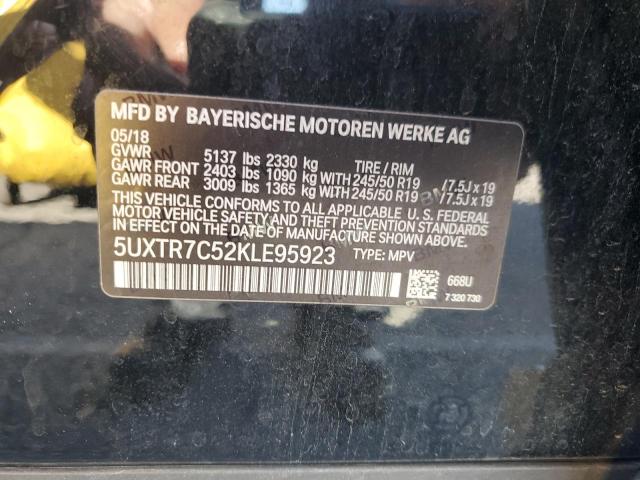 MFD BY BAYERISCHE MOTOREN WERKE AG
05/18
GVWR 5137 lbs 2330 kg TIRE / RIM
GAWR FRONT 2403 lbs 1090 kg WITH 245/50 R19 / 7.5J x 19
GAWR REAR 3009 lbs 1365 kg WITH 245/50 R19 / 7.5J x 19
THIS VEHICLE CONFORMS TO ALL APPLICABLE U. S. FEDERAL
MOTOR VEHICLE SAFETY AND THEFT PREVENTION STANDARDS
IN EFFECT ON THE DATE OF MANUFACTURE SHOWN ABOVE.
5UXTR7C52KLE95923 TYPE: MPV
668U
7 320 730